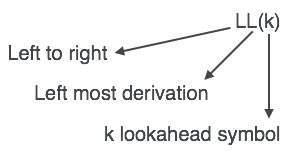 LL(k)
Left to right
Left most derivation
k lookahead symbol